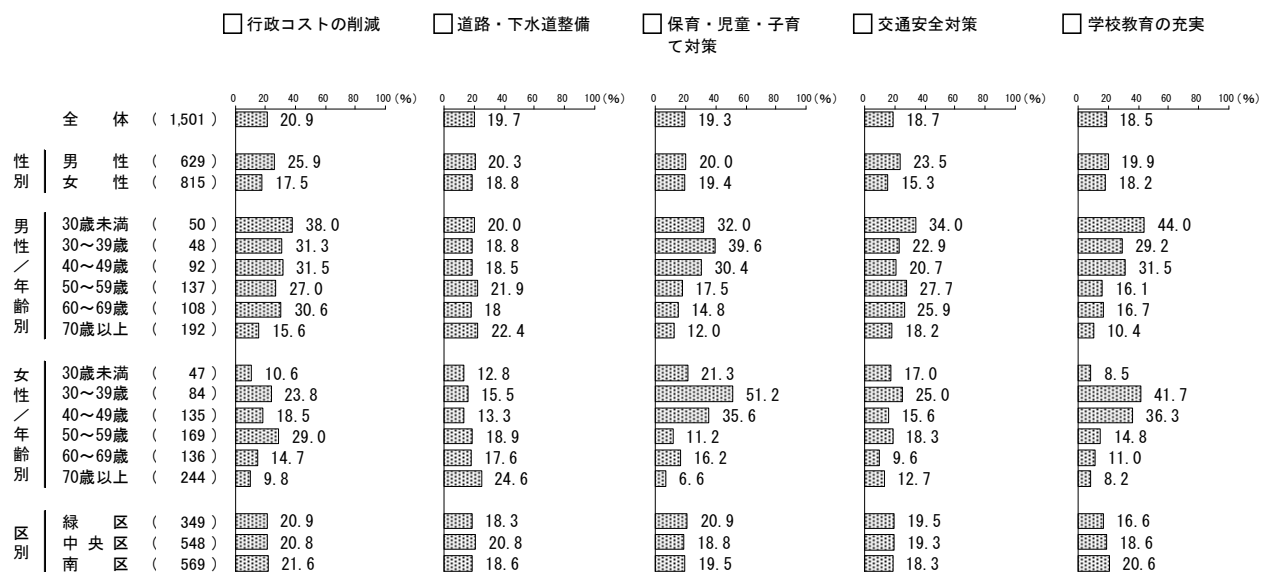 行政コストの削減 道路・下水道整備 保育・児童・子育 交通安全対策 学校教育の充実
て対策
0 20 40 60 80 100(%) 0 20 40 60 80 100(%) 0 20 40 60 80 100(%) 0 20 40 60 80 100(%) 0 20 40 60 80 100(%)
全 体 ( 1,501 ) 20.9 19.7 19.3 18.7 18.5
性別
男 性 ( 629 ) 25.9 20.3 20.0 23.5 19.9
女 性 ( 815 ) 17.5 18.8 19.4 15.3 18.2
男性/年齢別
30歳未満 ( 50 ) 38.0 20.0 32.0 34.0 44.0
30〜39歳 ( 48 ) 31.3 18.8 39.6 22.9 29.2
40〜49歳 ( 92 ) 31.5 18.5 30.4 20.7 31.5
50〜59歳 ( 137 ) 27.0 21.9 17.5 27.7 16.1
60〜69歳 ( 108 ) 30.6 18 14.8 25.9 16.7
70歳以上 ( 192 ) 15.6 22.4 12.0 18.2 10.4
女性/年齢別
30歳未満 ( 47 ) 10.6 12.8 21.3 17.0 8.5
30〜39歳 ( 84 ) 23.8 15.5 51.2 25.0 41.7
40〜49歳 ( 135 ) 18.5 13.3 35.6 15.6 36.3
50〜59歳 ( 169 ) 29.0 18.9 11.2 18.3 14.8
60〜69歳 ( 136 ) 14.7 17.6 16.2 9.6 11.0
70歳以上 ( 244 ) 9.8 24.6 6.6 12.7 8.2
区別
緑 区 ( 349 ) 20.9 18.3 20.9 19.5 16.6
中 央 区 ( 548 ) 20.8 20.8 18.8 19.3 18.6
南 区 ( 569 ) 21.6 18.6 19.5 18.3 20.6